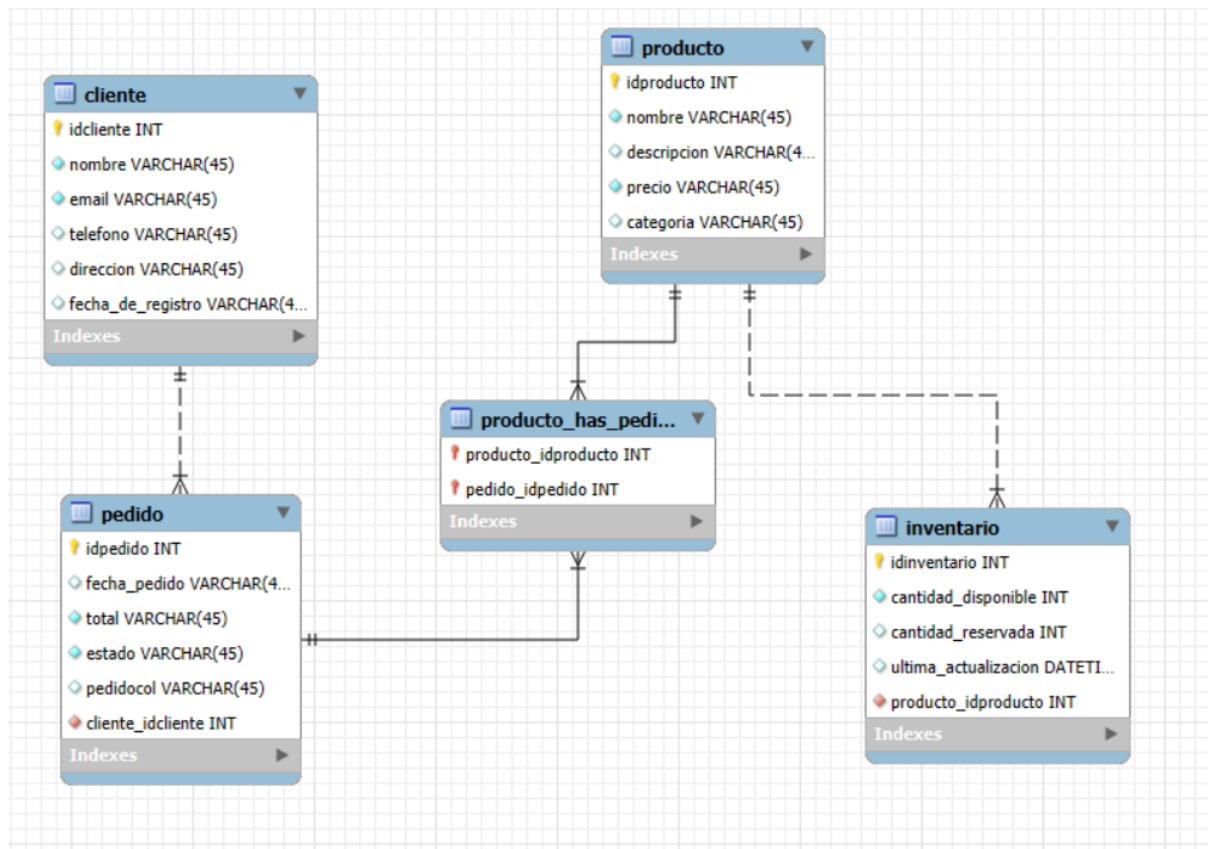 cliente
idcliente INT
nombre VARCHAR(45)
email VARCHAR(45)
telefono VARCHAR(45)
direccion VARCHAR(45)
fecha_de_registro VARCHAR(4...
Indexes
producto
idproducto INT
nombre VARCHAR(45)
descripcion VARCHAR(4...
precio VARCHAR(45)
categoria VARCHAR(45)
Indexes
producto_has_pedi...
producto_idproducto INT
pedido_idpedido INT
Indexes
pedido
idpedido INT
fecha_pedido VARCHAR(4...
total VARCHAR(45)
estado VARCHAR(45)
pedidocol VARCHAR(45)
cliente_idcliente INT
Indexes
inventario
idinventario INT
cantidad_disponible INT
cantidad_reservada INT
ultima_actualizacion DATETI...
producto_idproducto INT
Indexes